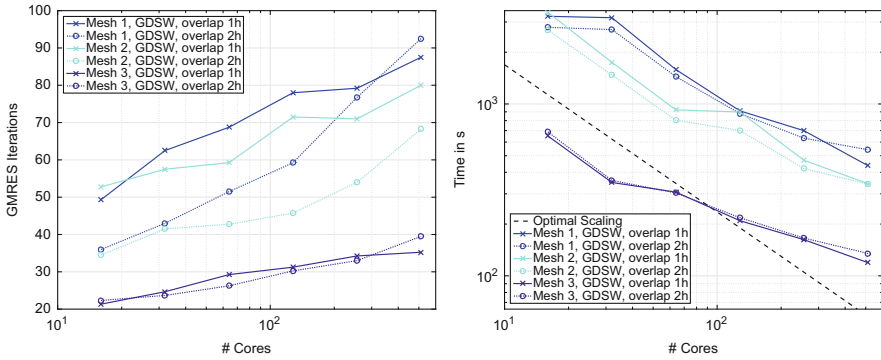 100
90
80
70
60
50
40
30
20
GMRES Iterations
Mesh 1, GDSW, overlap 1h
Mesh 1, GDSW, overlap 2h
Mesh 2, GDSW, overlap 1h
Mesh 2, GDSW, overlap 2h
Mesh 3, GDSW, overlap 1h
Mesh 3, GDSW, overlap 2h
10^1
10^2
# Cores
10^3
10^2
Time in s
Optimal Scaling
Mesh 1, GDSW, overlap 1h
Mesh 1, GDSW, overlap 2h
Mesh 2, GDSW, overlap 1h
Mesh 2, GDSW, overlap 2h
Mesh 3, GDSW, overlap 1h
Mesh 3, GDSW, overlap 2h
10^1
10^2
# Cores